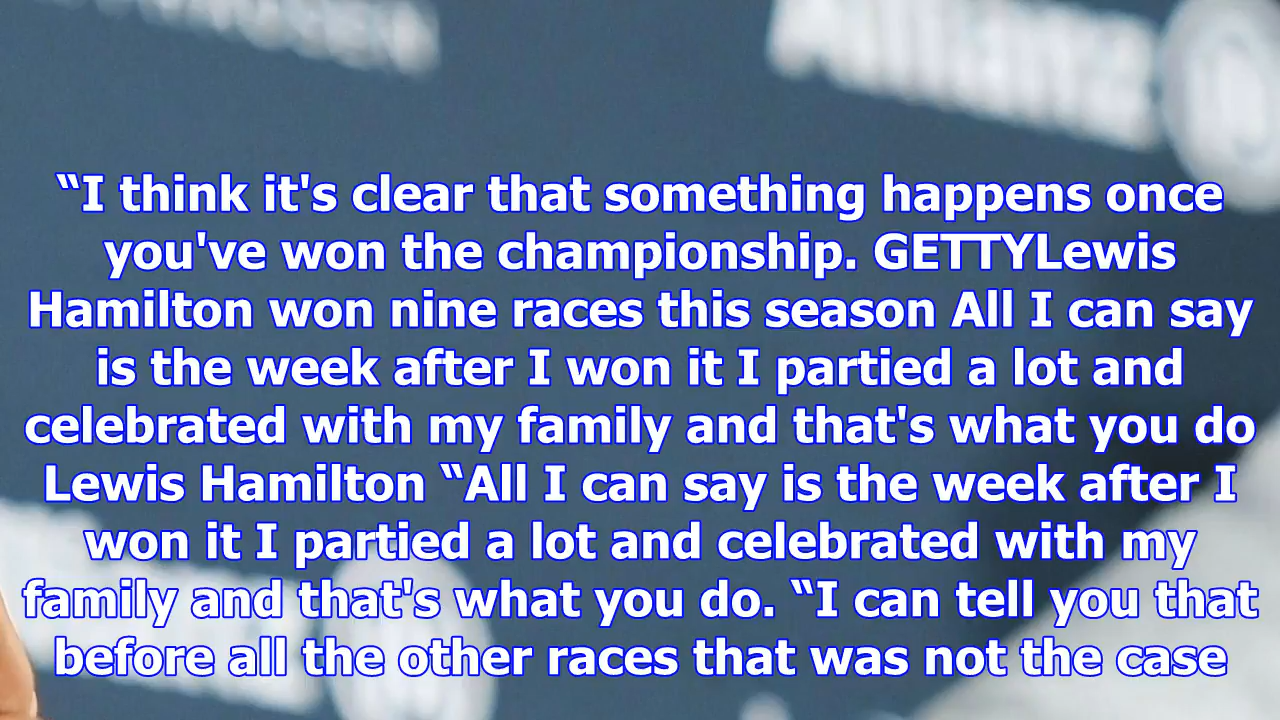 “I think it's clear that something happens once
you've won the championship. GETTYLewis
Hamilton won nine races this season All I can say
is the week after I won it I partied a lot and
celebrated with my family and that's what you do
Lewis Hamilton “All I can say is the week after I
won it I partied a lot and celebrated with my
family and that's what you do. “I can tell you that
before all the other races that was not the case